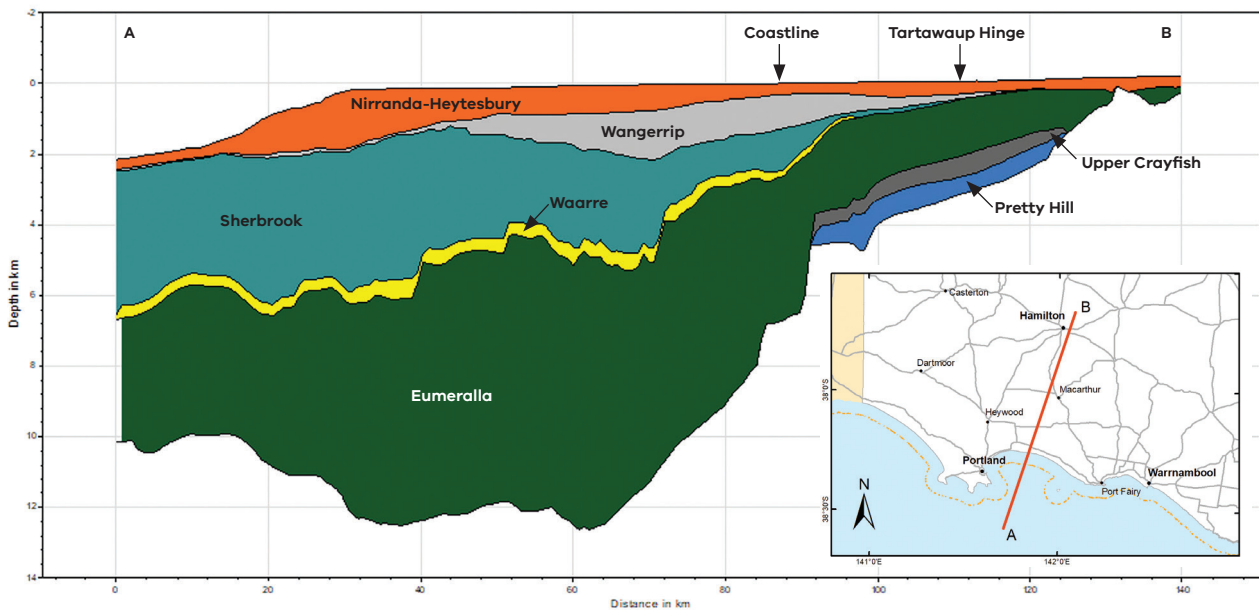 -2
0
2
4
6
8
10
12
14
Depth in km
A
Coastline
Tartawaup Hinge
B
Nirranda-Heytesbury
Wangerrip
Upper Crayfish
Waarre
Pretty Hill
Sherbrook
Eumeralla
0
20
40
60
80
100
120
140
Distance in km
Casterton
B
Hamilton
Dartmoor
Macarthur
Heywood
Portland
Warrnambool
Port Fairy
N
A
38°0'S
38°30'S
141°0'E
142°0'E